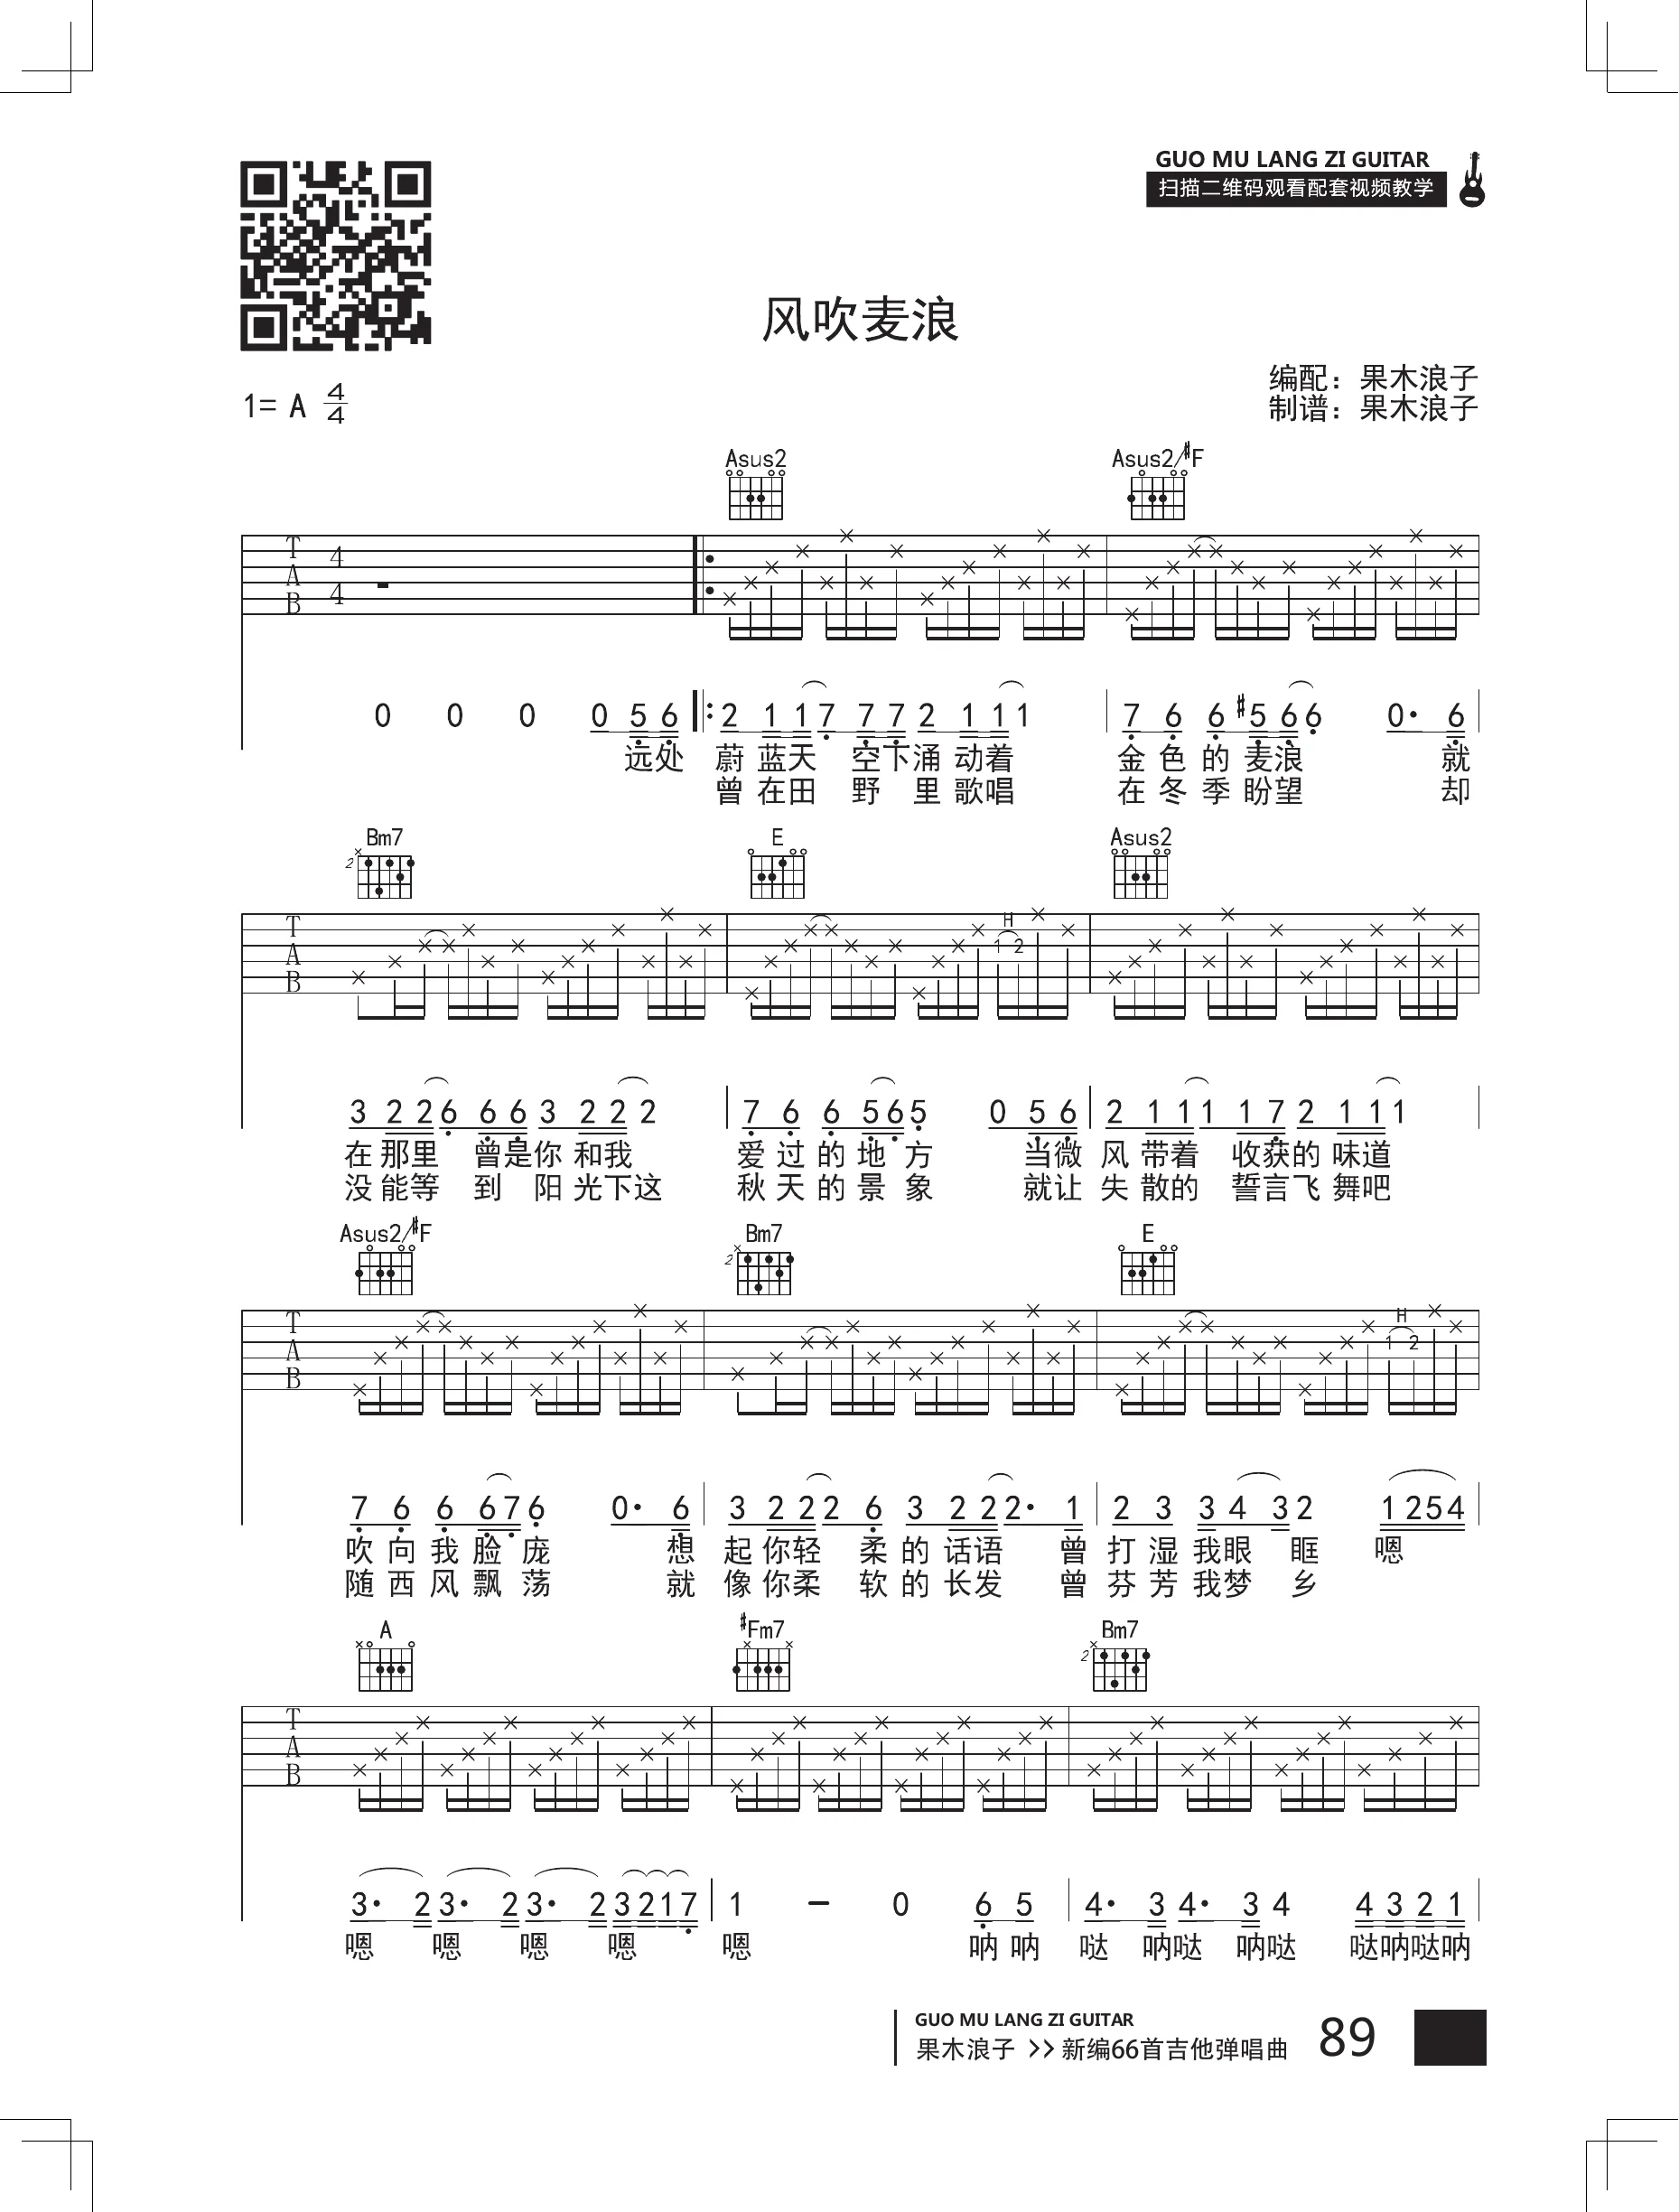 GUO MU LANG ZI GUITAR
扫描二维码观看配套视频教学
风吹麦浪
编配：果木浪子
1= A 4/4
制谱：果木浪子
Asus2 Asus2/#F
T A B 4 4
0 0 0 0 5 6 2 1 1 7 7 7 2 1 1 1 7 6 6 #5 6 6 0· 6
远处 蔚 蓝天 空下涌 动着 金 色 的 麦浪 就
曾 在田 野 里 歌唱 在 冬 季 盼望 却
Bm7 E Asus2
2
H
T A B 1 2
3 2 2 6 6 6 3 2 2 2 7 6 6 5 6 5 0 5 6 2 1 1 1 1 7 2 1 1 1
在 那里 曾是你 和我 爱 过 的 地 方 当微 风 带着 收获的 味道
没 能等 到 阳 光下这 秋 天 的 景 象 就让 失 散的 誓言飞 舞吧
Asus2/#F Bm7 E
2
H
T A B 1 2
7 6 6 6 7 6 0· 6 3 2 2 2 6 3 2 2 2· 1 2 3 3 4 3 2 1 2 5 4
吹 向 我 脸 庞 想 起 你轻 柔 的 话语 曾 打 湿 我眼 眶 嗯
随 西 风 飘 荡 就 像 你柔 软 的 长发 曾 芬 芳 我梦 乡
A #Fm7 Bm7
2
T A B
3· 2 3· 2 3· 2 3 2 1 7 1 – 0 6 5 4· 3 4· 3 4 4 3 2 1
嗯 嗯 嗯 嗯 嗯 呐 呐 哒 呐哒 呐哒 哒呐哒呐
GUO MU LANG ZI GUITAR
果木浪子 >> 新编66首吉他弹唱曲 89